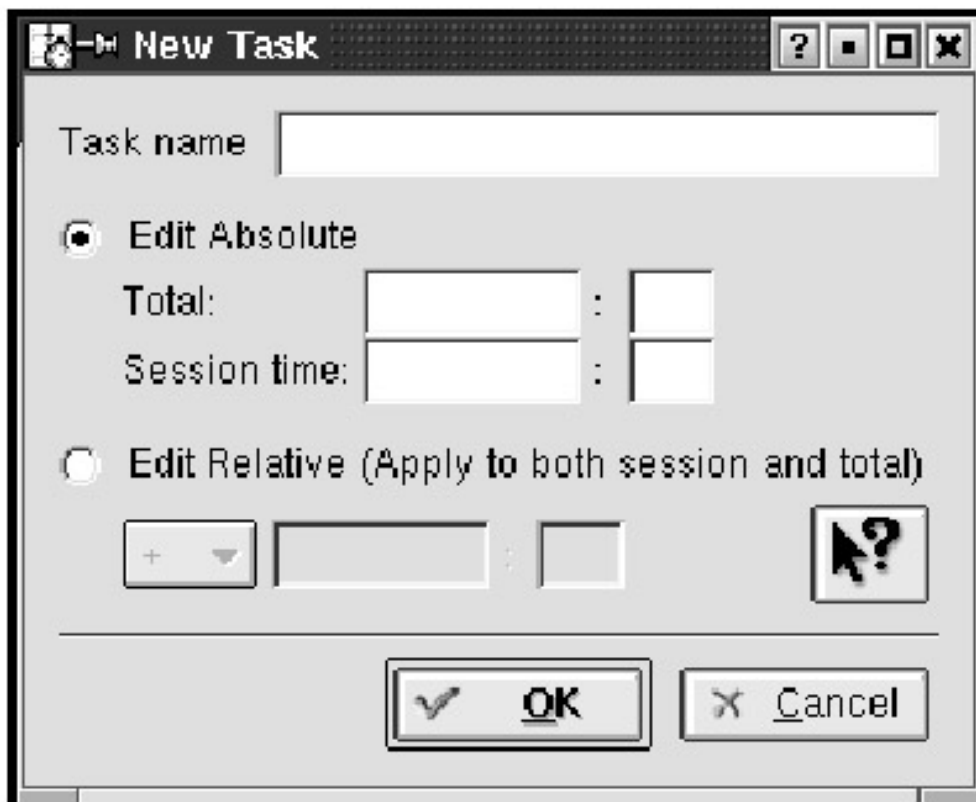 New Task
Task name
Edit Absolute
Total: :
Session time: :
Edit Relative (Apply to both session and total)
+ :
OK Cancel